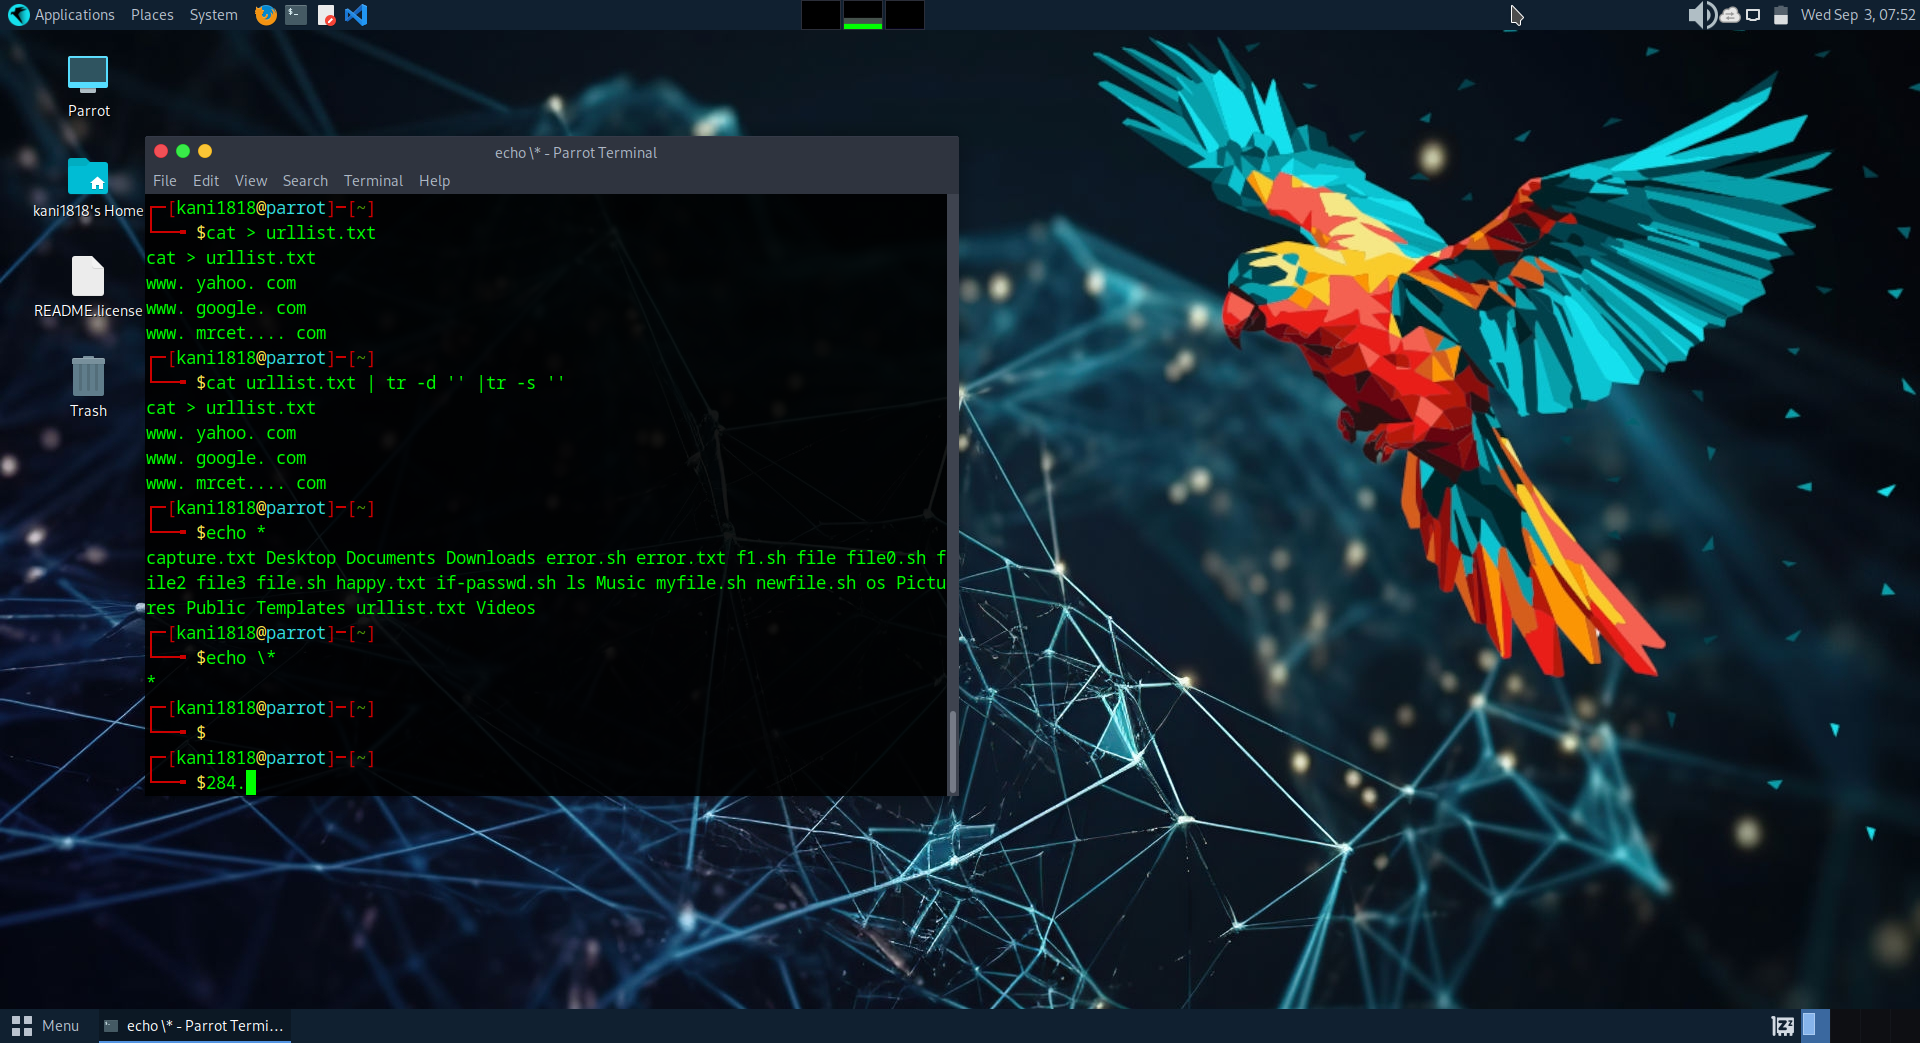 Applications Places System
Wed Sep 3, 07:52
Parrot
kani1818's Home
README.license
Trash
echo \* - Parrot Terminal
File Edit View Search Terminal Help
[kani1818@parrot]-[~]
$cat > urllist.txt
cat > urllist.txt
www. yahoo. com
www. google. com
www. mrcet.... com
[kani1818@parrot]-[~]
$cat urllist.txt | tr -d '' |tr -s ''
cat > urllist.txt
www. yahoo. com
www. google. com
www. mrcet.... com
[kani1818@parrot]-[~]
$echo *
capture.txt Desktop Documents Downloads error.sh error.txt f1.sh file file0.sh f
ile2 file3 file.sh happy.txt if-passwd.sh ls Music myfile.sh newfile.sh os Pictu
res Public Templates urllist.txt Videos
[kani1818@parrot]-[~]
$echo \*
*
[kani1818@parrot]-[~]
$
[kani1818@parrot]-[~]
$284.
Menu
echo \* - Parrot Termi...